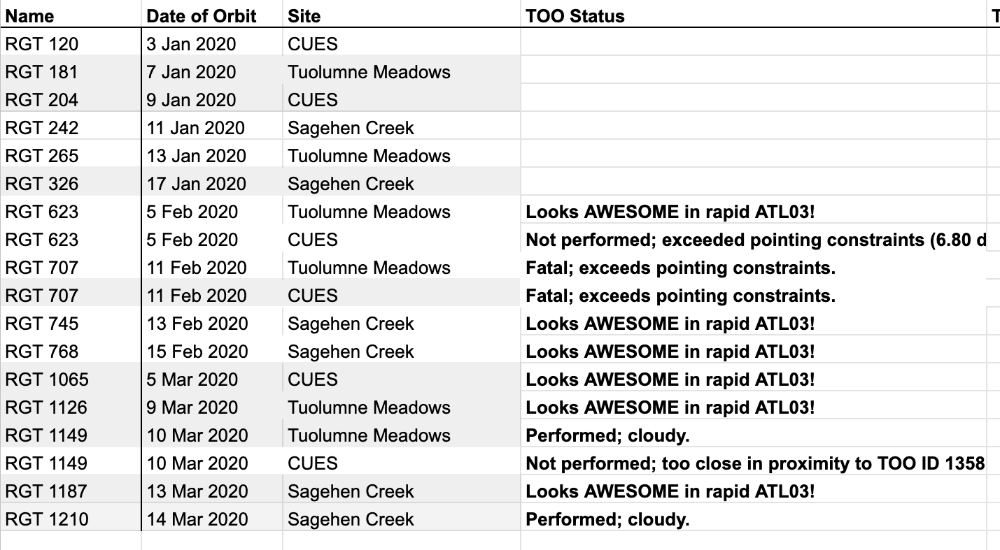 Name Date of Orbit Site TOO Status T
RGT 120 3 Jan 2020 CUES
RGT 181 7 Jan 2020 Tuolumne Meadows
RGT 204 9 Jan 2020 CUES
RGT 242 11 Jan 2020 Sagehen Creek
RGT 265 13 Jan 2020 Tuolumne Meadows
RGT 326 17 Jan 2020 Sagehen Creek
RGT 623 5 Feb 2020 Tuolumne Meadows Looks AWESOME in rapid ATL03!
RGT 623 5 Feb 2020 CUES Not performed; exceeded pointing constraints (6.80 d
RGT 707 11 Feb 2020 Tuolumne Meadows Fatal; exceeds pointing constraints.
RGT 707 11 Feb 2020 CUES Fatal; exceeds pointing constraints.
RGT 745 13 Feb 2020 Sagehen Creek Looks AWESOME in rapid ATL03!
RGT 768 15 Feb 2020 Sagehen Creek Looks AWESOME in rapid ATL03!
RGT 1065 5 Mar 2020 CUES Looks AWESOME in rapid ATL03!
RGT 1126 9 Mar 2020 Tuolumne Meadows Looks AWESOME in rapid ATL03!
RGT 1149 10 Mar 2020 Tuolumne Meadows Performed; cloudy.
RGT 1149 10 Mar 2020 CUES Not performed; too close in proximity to TOO ID 1358
RGT 1187 13 Mar 2020 Sagehen Creek Looks AWESOME in rapid ATL03!
RGT 1210 14 Mar 2020 Sagehen Creek Performed; cloudy.